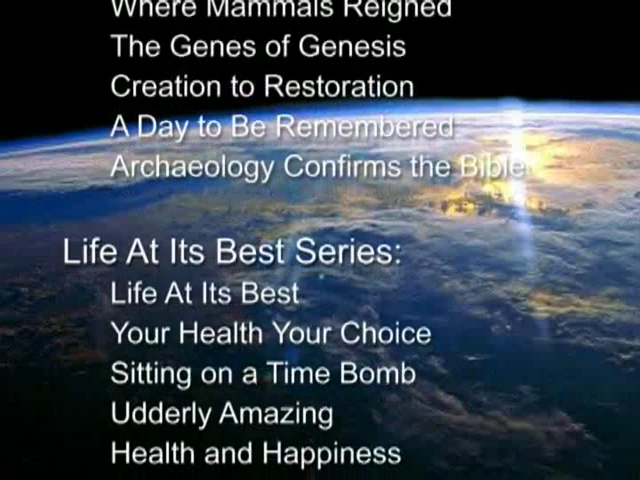 Where Mammals Reigned
The Genes of Genesis
Creation to Restoration
A Day to Be Remembered
Archaeology Confirms the Bible
Life At Its Best Series:
Life At Its Best
Your Health Your Choice
Sitting on a Time Bomb
Udderly Amazing
Health and Happiness